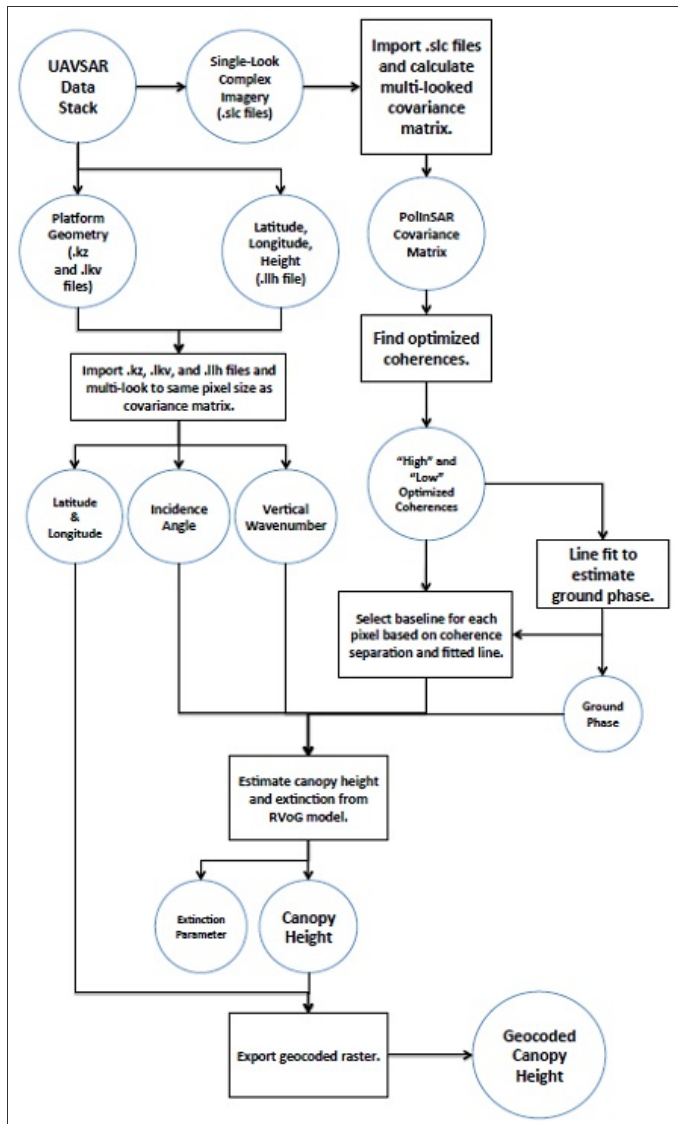 UAVSAR
Data
Stack
Single-Look
Complex
Imagery
(.slc files)
Import .slc files
and calculate
multi-looked
covariance
matrix.
Platform
Geometry
(.kz
and .lkv
files)
Latitude,
Longitude,
Height
(.llh file)
PolInSAR
Covariance
Matrix
Find optimized
coherences.
Import .kz, .lkv, and .llh files and
multi-look to same pixel size as
covariance matrix.
Latitude
&
Longitude
Incidence
Angle
Vertical
Wavenumber
"High" and
"Low"
Optimized
Coherences
Line fit to
estimate
ground phase.
Select baseline for each
pixel based on coherence
separation and fitted line.
Ground
Phase
Estimate canopy height
and extinction from
RVoG model.
Extinction
Parameter
Canopy
Height
Export geocoded raster.
Geocoded
Canopy
Height